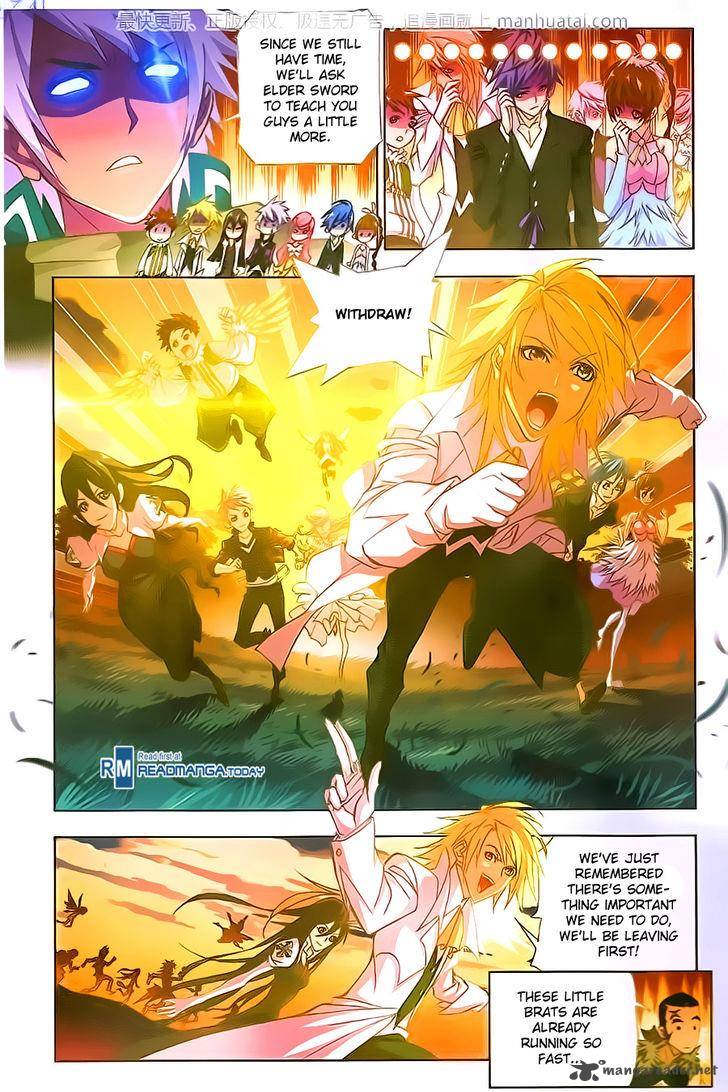 最快更新、正版授权、极速无广告，追漫画就上 manhuatai.com
SINCE WE STILL
HAVE TIME,
WE'LL ASK
ELDER SWORD
TO TEACH YOU
GUYS A LITTLE
MORE.
WITHDRAW!
RM
Read first at
READMANGA.TODAY
WE'VE JUST
REMEMBERED
THERE'S SOME-
THING IMPORTANT
WE NEED TO DO,
WE'LL BE LEAVING
FIRST!
THESE LITTLE
BRATS ARE
ALREADY
RUNNING SO
FAST...
mangareader.net